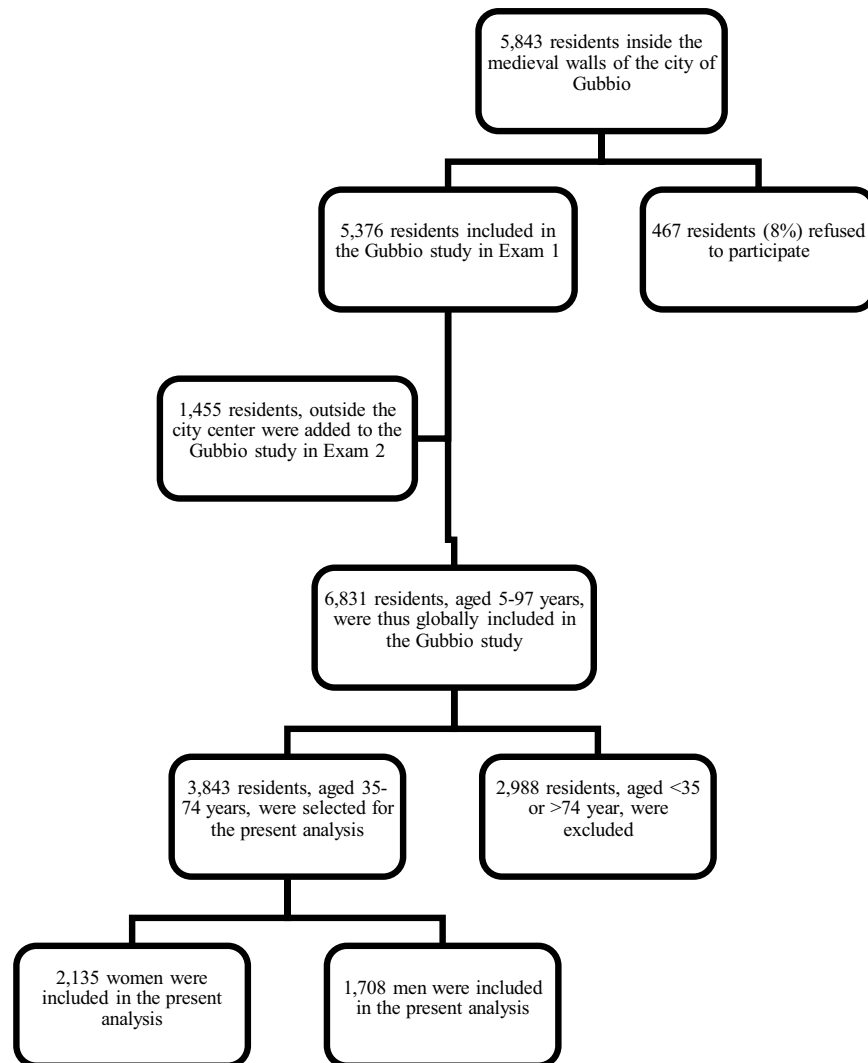 5,843 residents inside the
medieval walls of the city of
Gubbio
5,376 residents included in
the Gubbio study in Exam 1
467 residents (8%) refused
to participate
1,455 residents, outside the
city center were added to the
Gubbio study in Exam 2
6,831 residents, aged 5-97 years,
were thus globally included in
the Gubbio study
3,843 residents, aged 35-
74 years, were selected for
the present analysis
2,988 residents, aged <35
or >74 year, were
excluded
2,135 women were
included in the present
analysis
1,708 men were included
in the present analysis